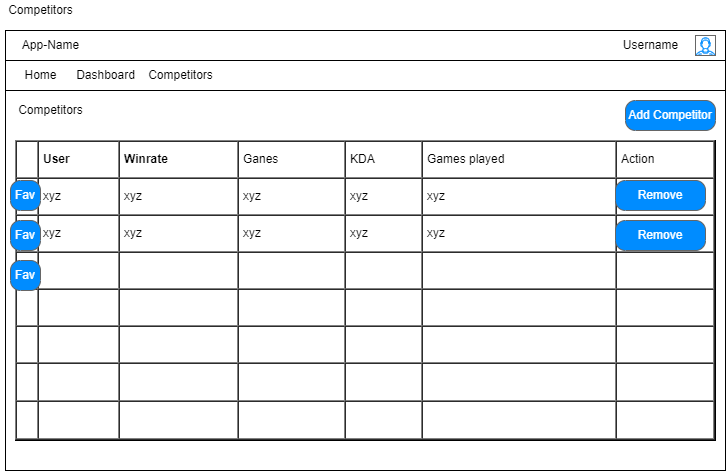 Competitors
App-Name Username
Home Dashboard Competitors
Competitors Add Competitor
User Winrate Ganes KDA Games played Action
Fav xyz xyz xyz xyz xyz Remove
Fav xyz xyz xyz xyz xyz Remove
Fav